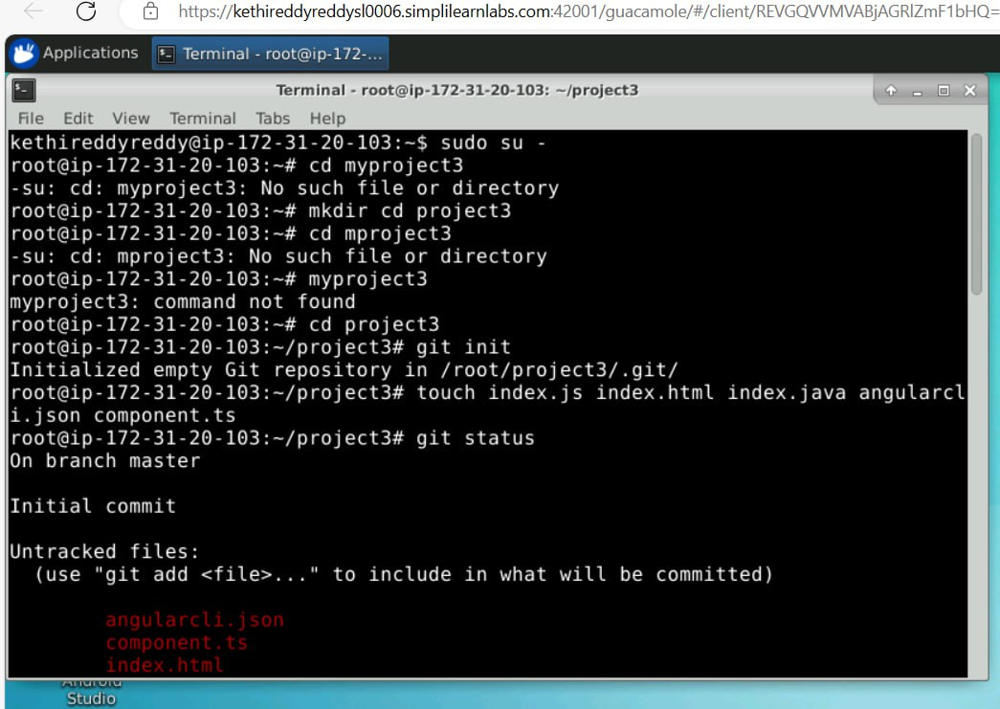 https://kethireddyreddysl0006.simplilearnlabs.com:42001/guacamole/#/client/REVGQVVMVABjAGRlZmF1bHQ=
Applications
Terminal - root@ip-172-...
Terminal - root@ip-172-31-20-103: ~/project3
File Edit View Terminal Tabs Help
kethireddyreddy@ip-172-31-20-103:~$ sudo su -
root@ip-172-31-20-103:~# cd myproject3
-su: cd: myproject3: No such file or directory
root@ip-172-31-20-103:~# mkdir cd project3
root@ip-172-31-20-103:~# cd mproject3
-su: cd: mproject3: No such file or directory
root@ip-172-31-20-103:~# myproject3
myproject3: command not found
root@ip-172-31-20-103:~# cd project3
root@ip-172-31-20-103:~/project3# git init
Initialized empty Git repository in /root/project3/.git/
root@ip-172-31-20-103:~/project3# touch index.js index.html index.java angularcl
i.json component.ts
root@ip-172-31-20-103:~/project3# git status
On branch master
Initial commit
Untracked files:
(use "git add <file>..." to include in what will be committed)
angularcli.json
component.ts
index.html
Android
Studio